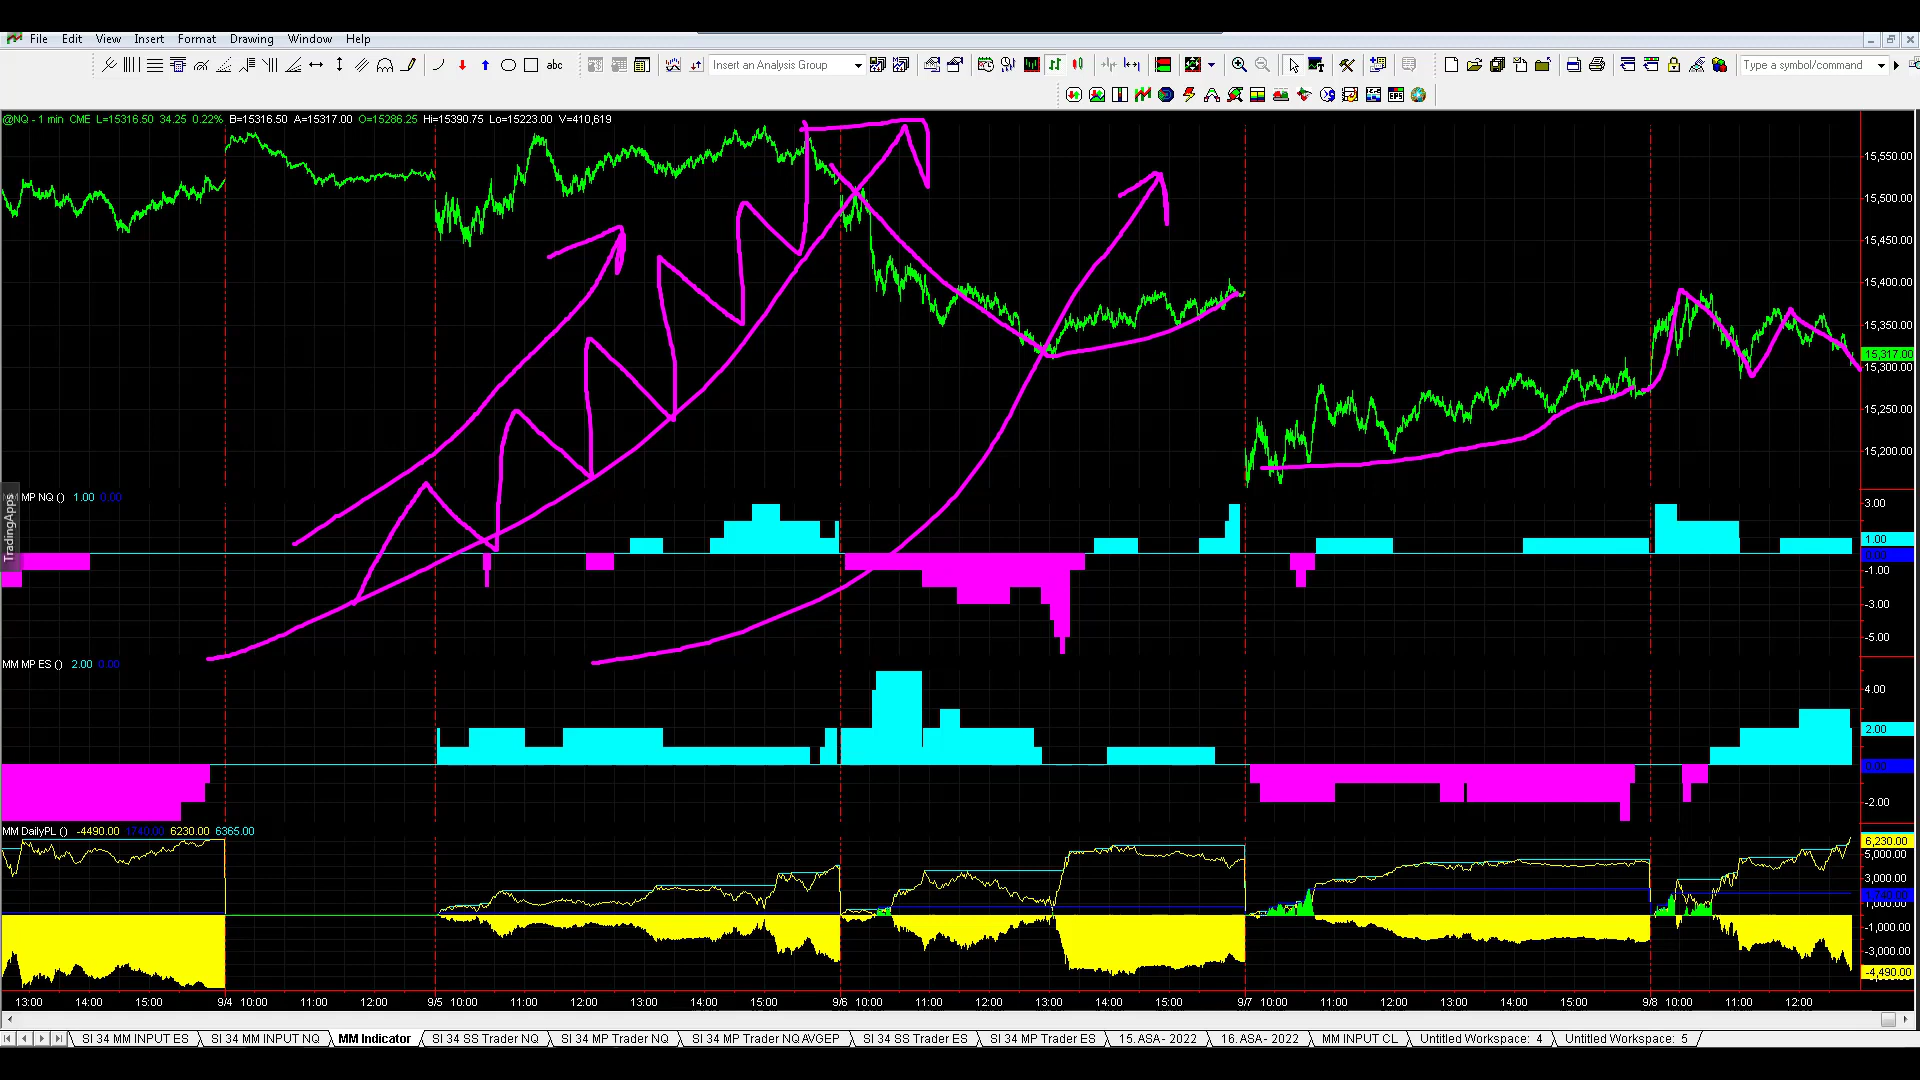 File Edit View Insert Format Drawing Window Help
abc Insert an Analysis Group Type a symbol/command
@NQ - 1 min CME L=15316.50 34.25 0.22% B=15316.50 A=15317.00 O=15286.25 Hi=15390.75 Lo=15223.00 V=410,619
15,550.00
15,500.00
15,450.00
15,400.00
15,350.00
15,317.00
15,300.00
15,250.00
15,200.00
TradingApps
MM MP NQ () 1.00 0.00
3.00
1.00
0.00
-1.00
-3.00
-5.00
MM MP ES () 2.00 0.00
4.00
2.00
0.00
-2.00
MM DailyPL () -4490.00 1740.00 6230.00 6365.00
6,230.00
5,000.00
3,000.00
1,000.00
-1,000.00
-3,000.00
-4,490.00
13:00 14:00 15:00 9/4 10:00 11:00 12:00 9/5 10:00 11:00 12:00 13:00 14:00 15:00 9/6 10:00 11:00 12:00 13:00 14:00 15:00 9/7 10:00 11:00 12:00 13:00 14:00 15:00 9/8 10:00 11:00 12:00
SI 34 MM INPUT ES SI 34 MM INPUT NQ MM Indicator SI 34 SS Trader NQ SI 34 MP Trader NQ SI 34 MP Trader NQ AVGEP SI 34 SS Trader ES SI 34 MP Trader ES 15. ASA - 2022 16. ASA - 2022 MM INPUT CL Untitled Workspace: 4 Untitled Workspace: 5